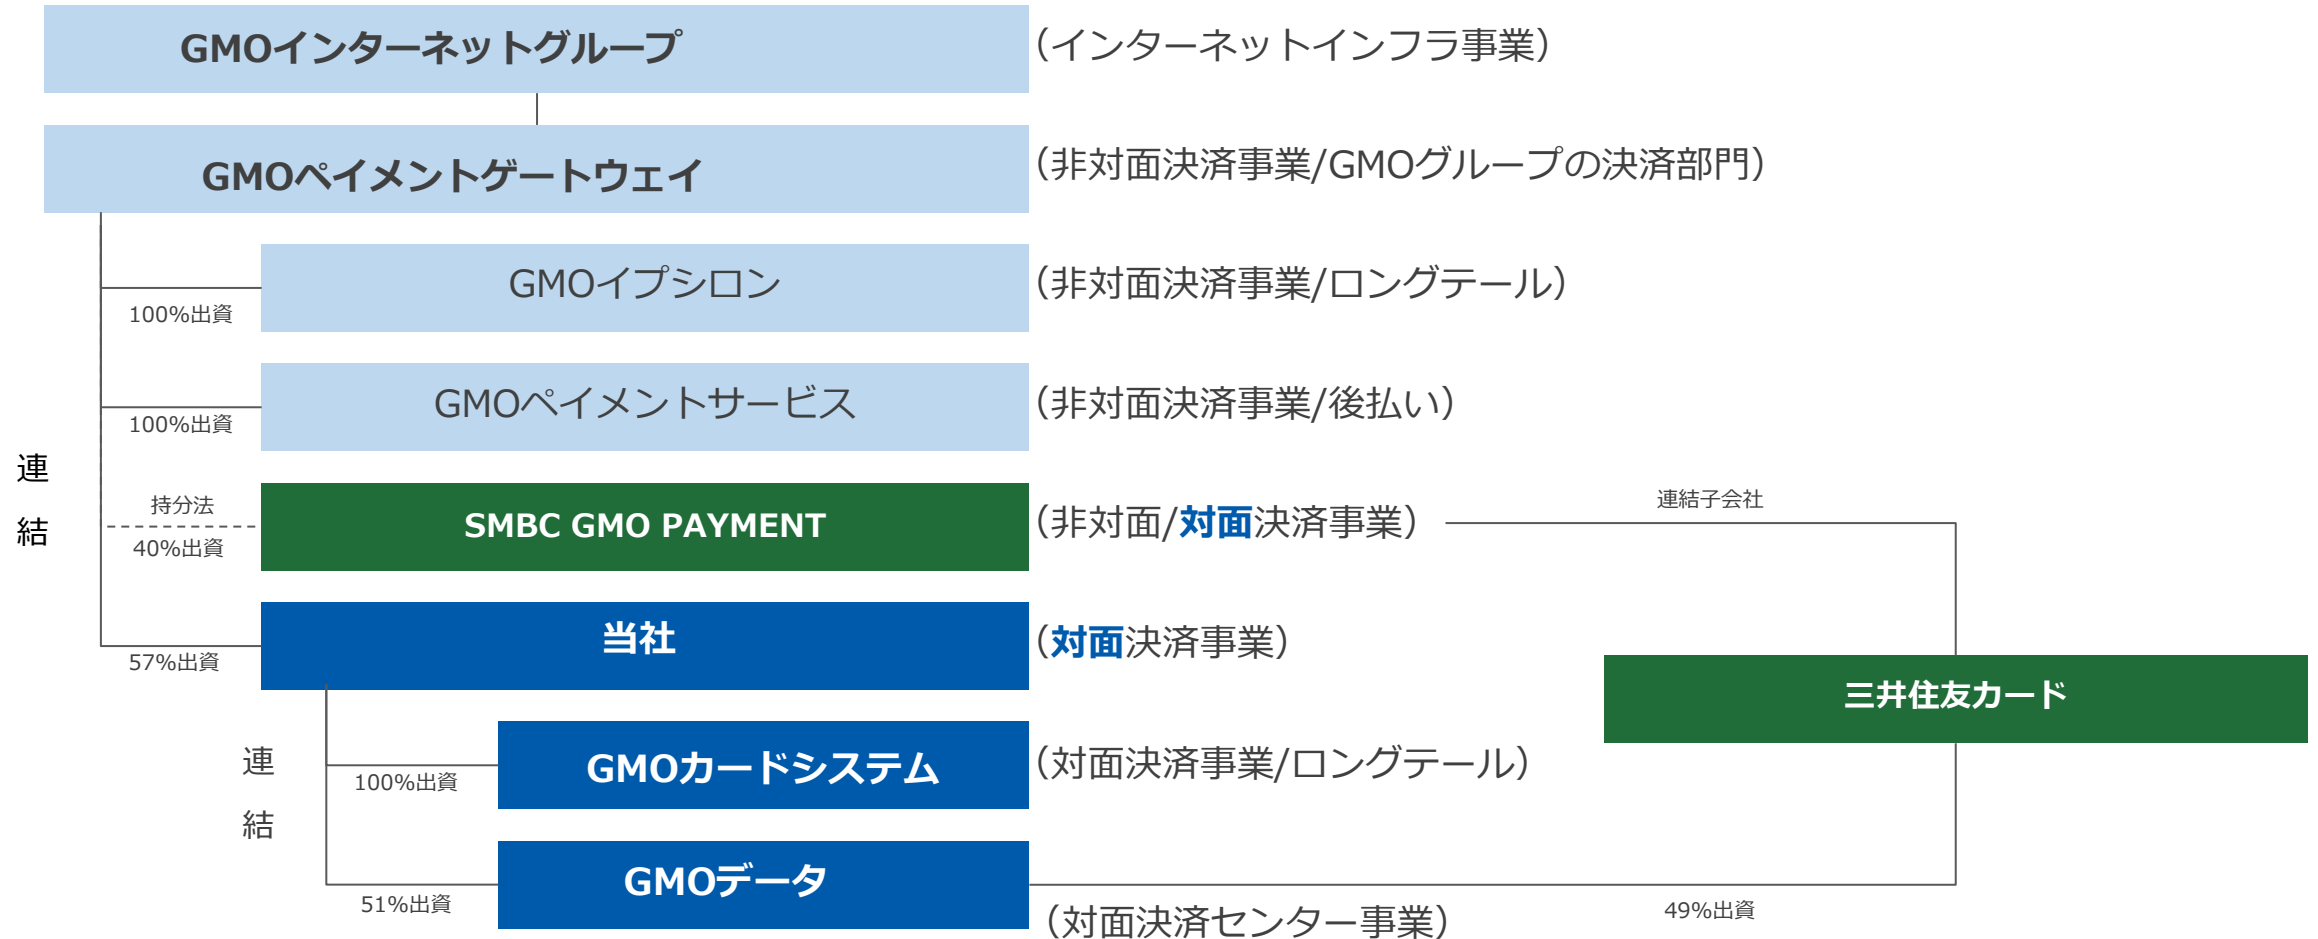 GMOインターネットグループ
(インターネットインフラ事業)
GMOペイメントゲートウェイ
(非対面決済事業/GMOグループの決済部門)
GMOイプシロン
(非対面決済事業/ロングテール)
100%出資
GMOペイメントサービス
(非対面決済事業/後払い)
100%出資
連
結
持分法
40%出資
SMBC GMO PAYMENT
(非対面/対面決済事業)
連結子会社
当社
(対面決済事業)
57%出資
三井住友カード
連
結
GMOカードシステム
(対面決済事業/ロングテール)
100%出資
GMOデータ
(対面決済センター事業)
51%出資
49%出資